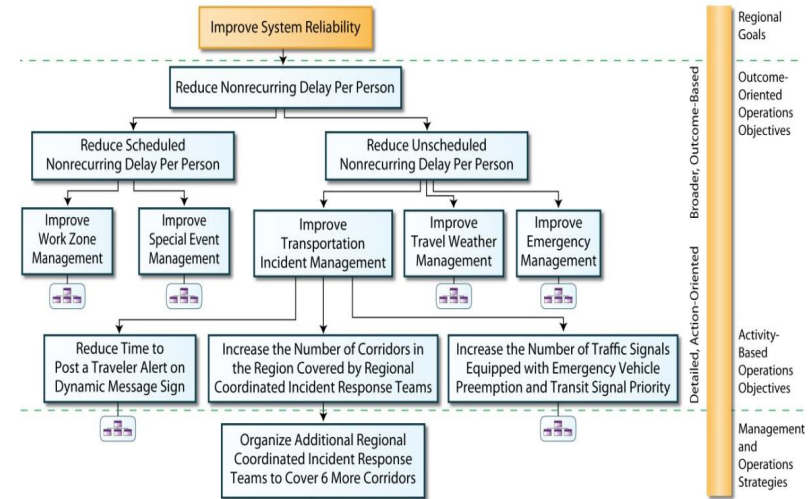 Improve System Reliability
Regional
Goals
Reduce Nonrecurring Delay Per Person
Outcome-
Oriented
Operations
Objectives
Reduce Scheduled
Nonrecurring Delay Per Person
Reduce Unscheduled
Nonrecurring Delay Per Person
Broader, Outcome-Based
Improve
Work Zone
Management
Improve
Special Event
Management
Improve
Transportation
Incident Management
Improve
Travel Weather
Management
Improve
Emergency
Management
Detailed, Action-Oriented
Reduce Time to
Post a Traveler Alert on
Dynamic Message Sign
Increase the Number of Corridors in
the Region Covered by Regional
Coordinated Incident Response Teams
Increase the Number of Traffic Signals
Equipped with Emergency Vehicle
Preemption and Transit Signal Priority
Activity-
Based
Operations
Objectives
Organize Additional Regional
Coordinated Incident Response
Teams to Cover 6 More Corridors
Management
and
Operations
Strategies